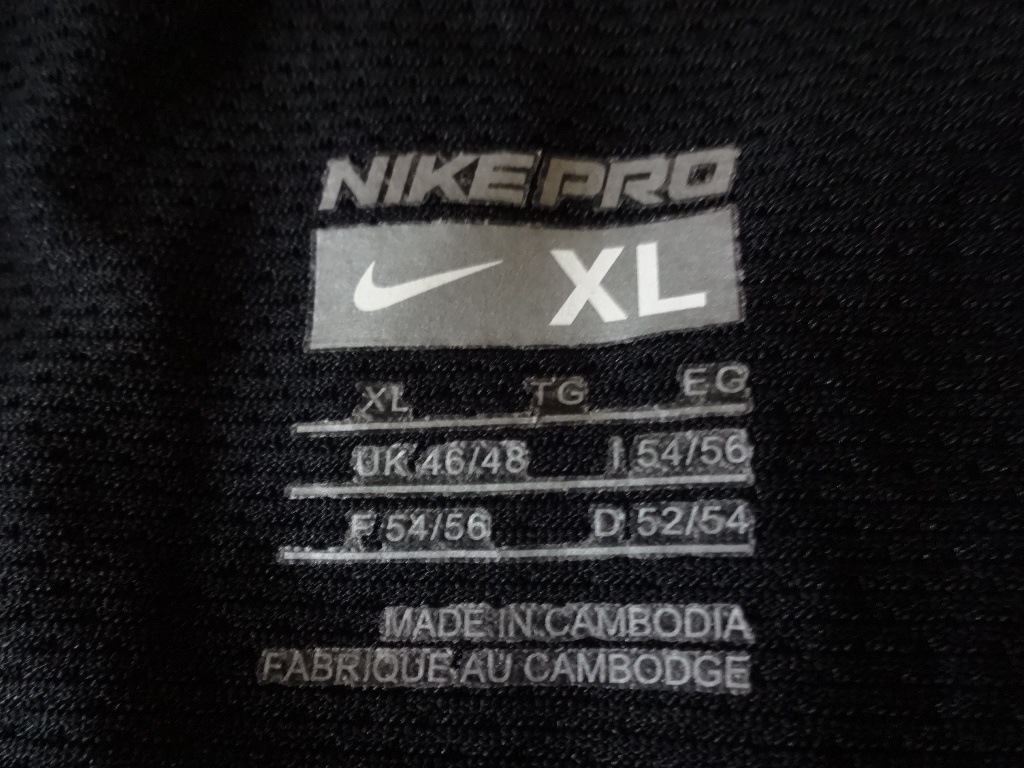 NIKE PRO
XL
XL TG EG
UK 46/48 I 54/56
F 54/56 D 52/54
MADE IN CAMBODIA
FABRIQUE AU CAMBODGE